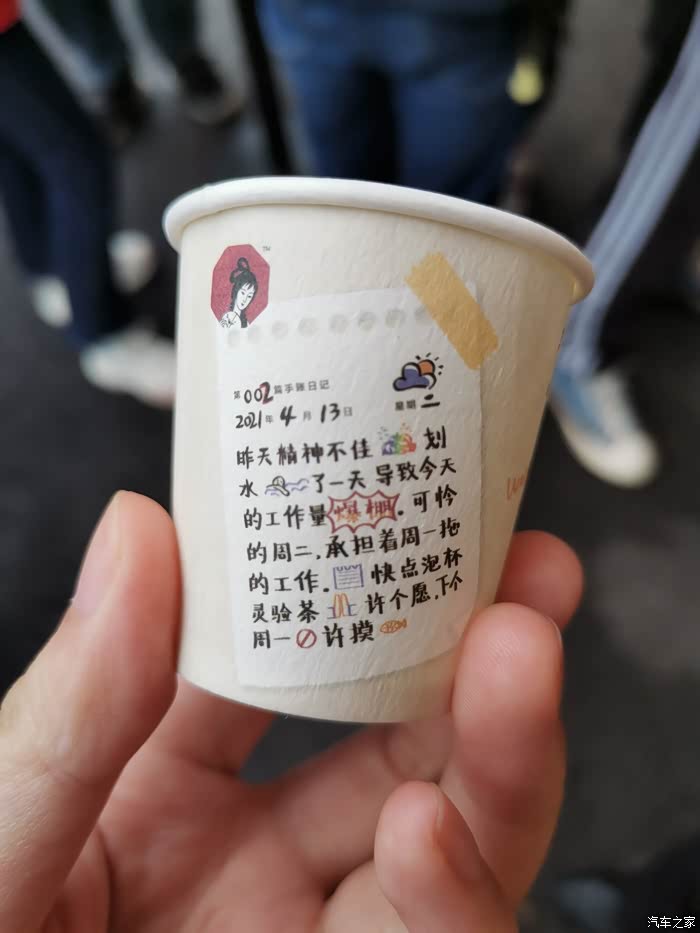 TM
第002篇手账日记
2021年4月13日 星期二
昨天精神不佳 划
水 了一天 导致今天
的工作量爆棚。可怜
的周二,承担着周一拖
的工作。 快点泡杯
灵验茶 许个愿,下个
周一 许摸
汽车之家